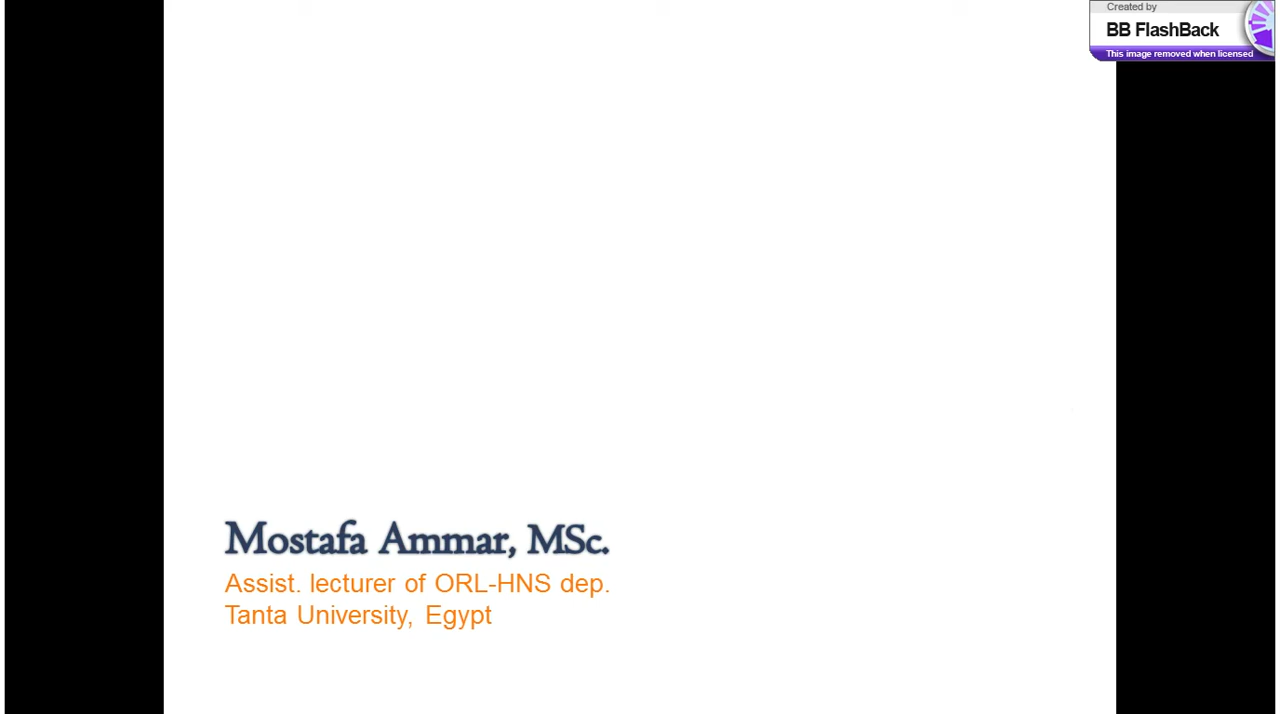 Created by
BB FlashBack
This image removed when licensed
Mostafa Ammar, MSc.
Assist. lecturer of ORL-HNS dep.
Tanta University, Egypt